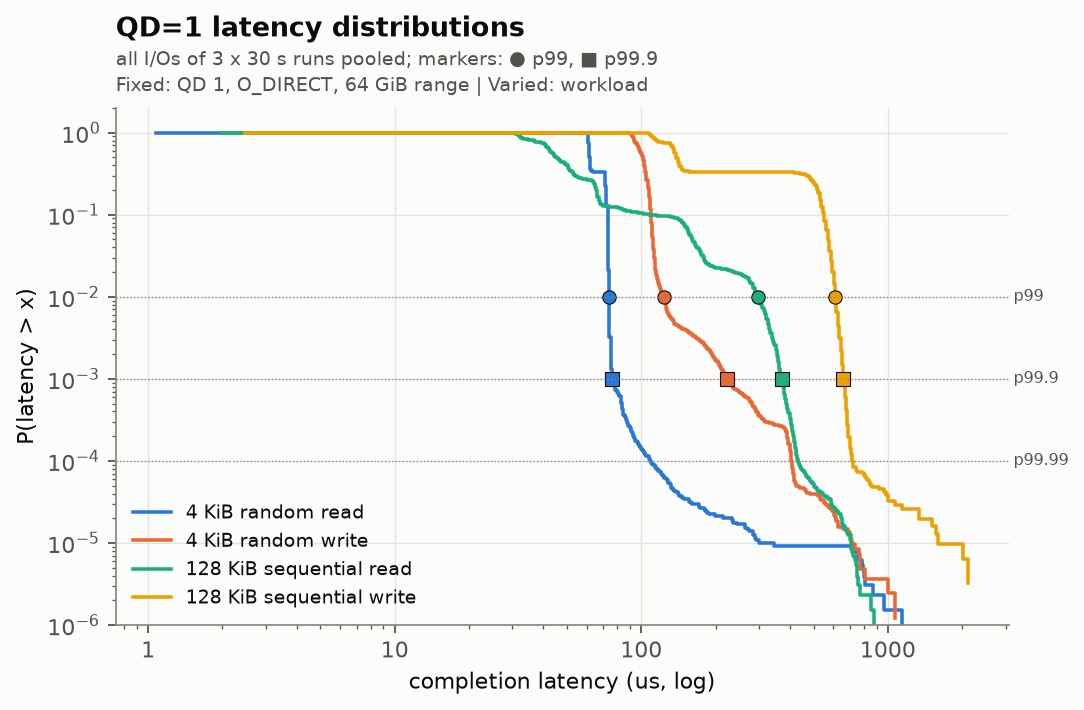 QD=1 latency distributions
all I/Os of 3 x 30 s runs pooled; markers: ● p99, ■ p99.9
Fixed: QD 1, O_DIRECT, 64 GiB range | Varied: workload
P(latency > x)
10⁰
10⁻¹
10⁻²
10⁻³
10⁻⁴
10⁻⁵
10⁻⁶
p99
p99.9
p99.99
4 KiB random read
4 KiB random write
128 KiB sequential read
128 KiB sequential write
1
10
100
1000
completion latency (us, log)